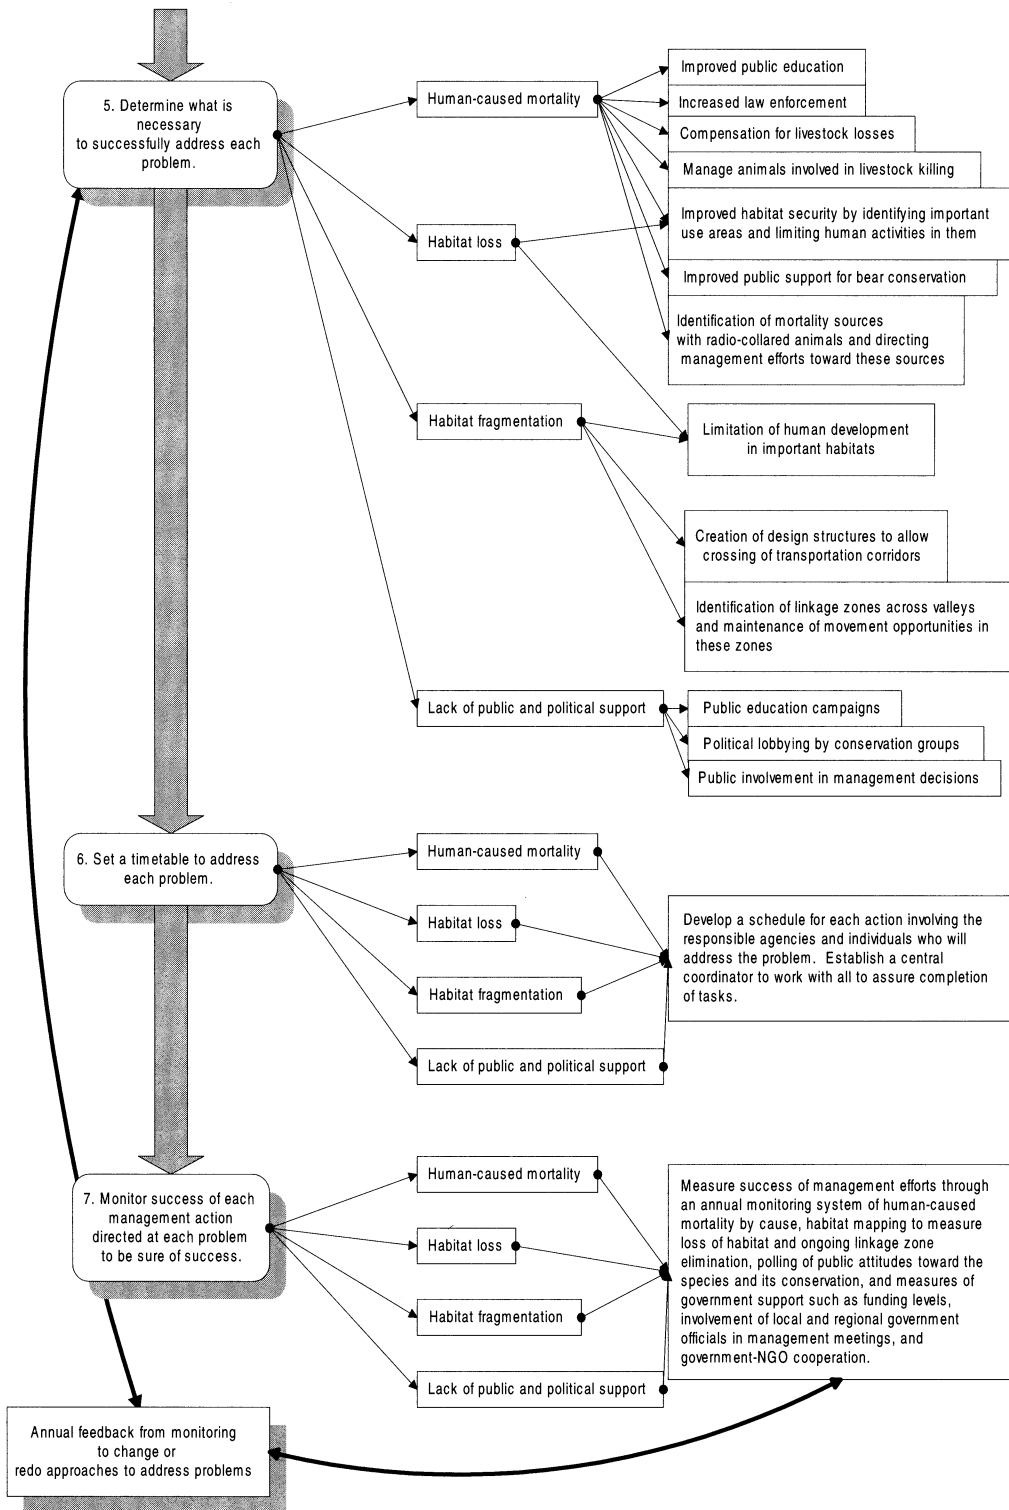 5. Determine what is
necessary
to successfully address each
problem.
Human-caused mortality
Improved public education
Increased law enforcement
Compensation for livestock losses
Manage animals involved in livestock killing
Habitat loss
Improved habitat security by identifying important
use areas and limiting human activities in them
Improved public support for bear conservation
Identification of mortality sources
with radio-collared animals and directing
management efforts toward these sources
Habitat fragmentation
Limitation of human development
in important habitats
Creation of design structures to allow
crossing of transportation corridors
Identification of linkage zones across valleys
and maintenance of movement opportunities in
these zones
Lack of public and political support
Public education campaigns
Political lobbying by conservation groups
Public involvement in management decisions
6. Set a timetable to address
each problem.
Human-caused mortality
Habitat loss
Habitat fragmentation
Lack of public and political support
Develop a schedule for each action involving the
responsible agencies and individuals who will
address the problem. Establish a central
coordinator to work with all to assure completion
of tasks.
7. Monitor success of each
management action
directed at each problem
to be sure of success.
Human-caused mortality
Habitat loss
Habitat fragmentation
Lack of public and political support
Measure success of management efforts through
an annual monitoring system of human-caused
mortality by cause, habitat mapping to measure
loss of habitat and ongoing linkage zone
elimination, polling of public attitudes toward the
species and its conservation, and measures of
government support such as funding levels,
involvement of local and regional government
officials in management meetings, and
government-NGO cooperation.
Annual feedback from monitoring
to change or
redo approaches to address problems